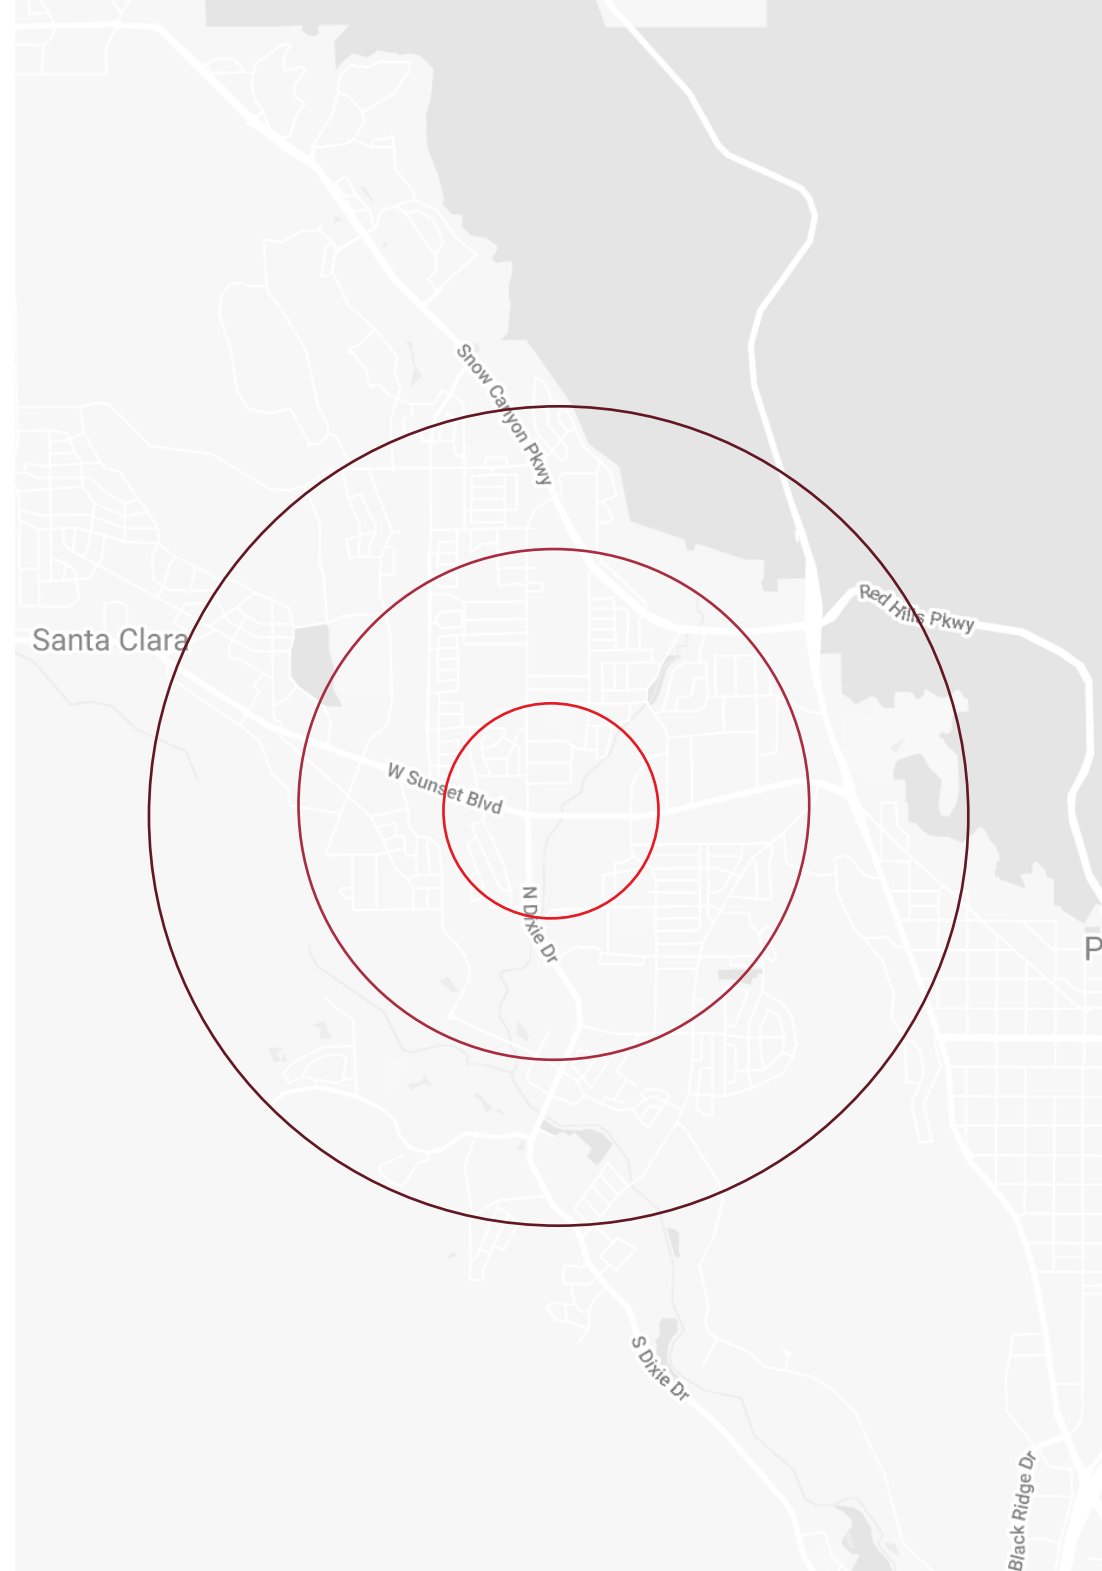 Snow Canyon Pkwy
Red Hills Pkwy
Santa Clara
W Sunset Blvd
N Dixie Dr
P
S Dixie Dr
Black Ridge Dr